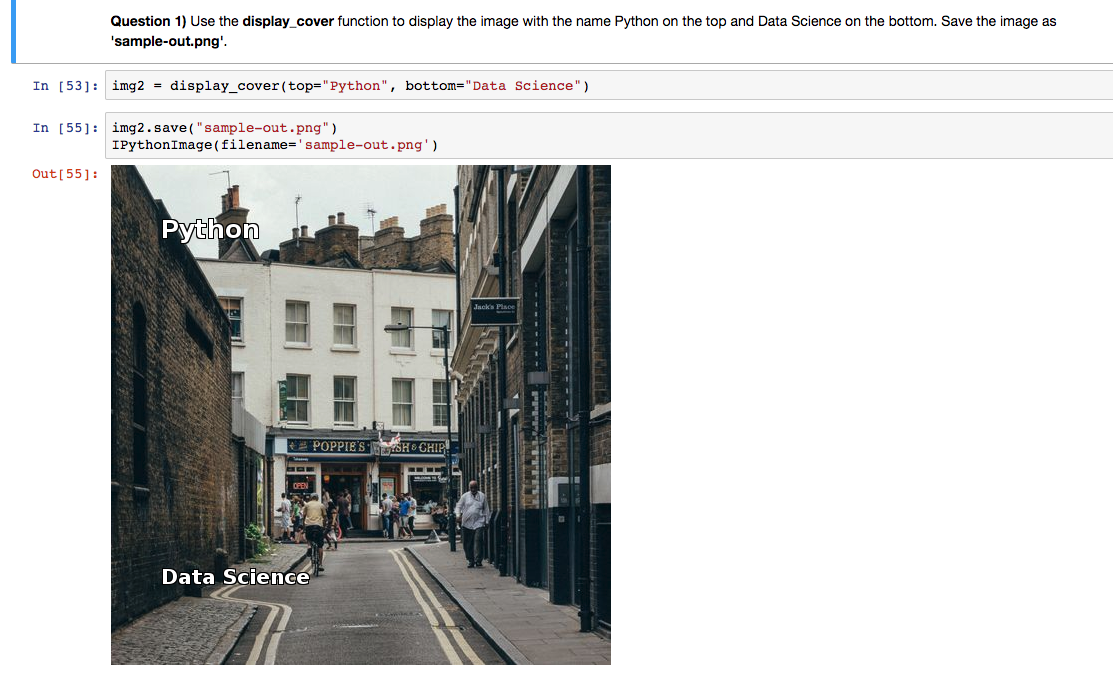 Question 1) Use the display_cover function to display the image with the name Python on the top and Data Science on the bottom. Save the image as
'sample-out.png'.
In [53]: img2 = display_cover(top="Python", bottom="Data Science")
In [55]: img2.save("sample-out.png")
IPythonImage(filename='sample-out.png')
Out[55]:
Python
Jack's Place
POPPIE'S
OPEN
Data Science